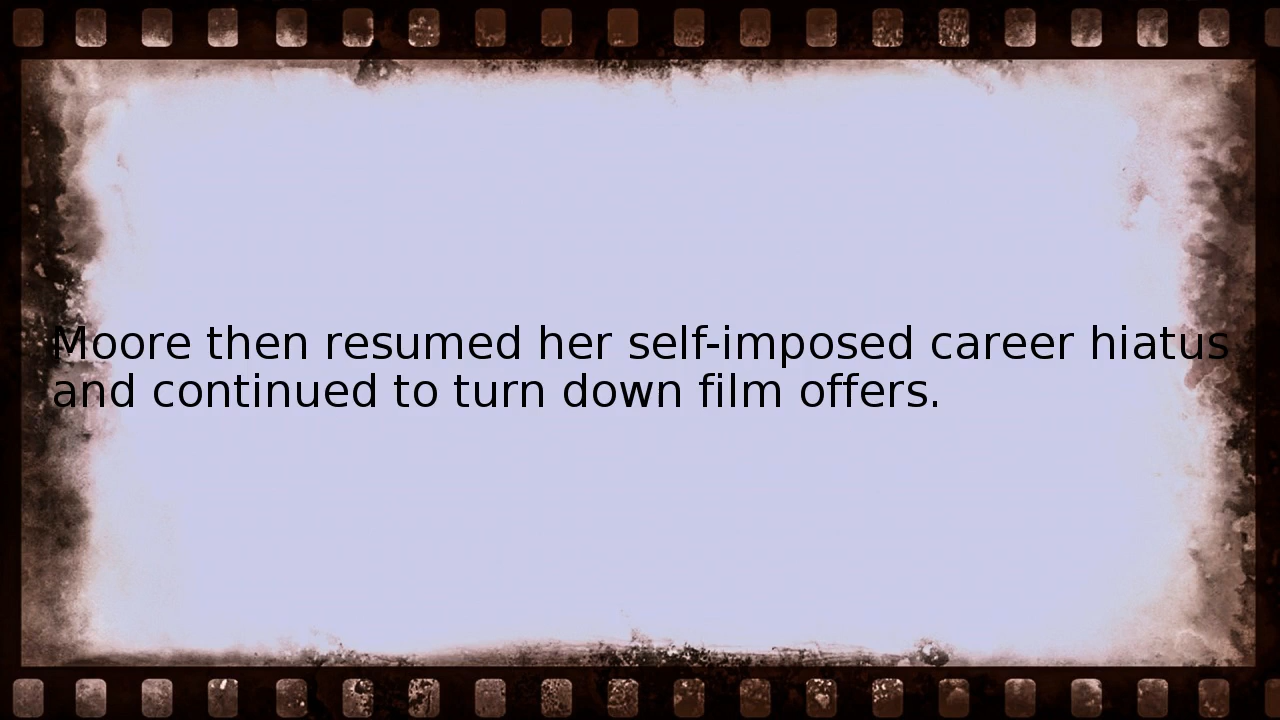 Moore then resumed her self-imposed career hiatus
and continued to turn down film offers.